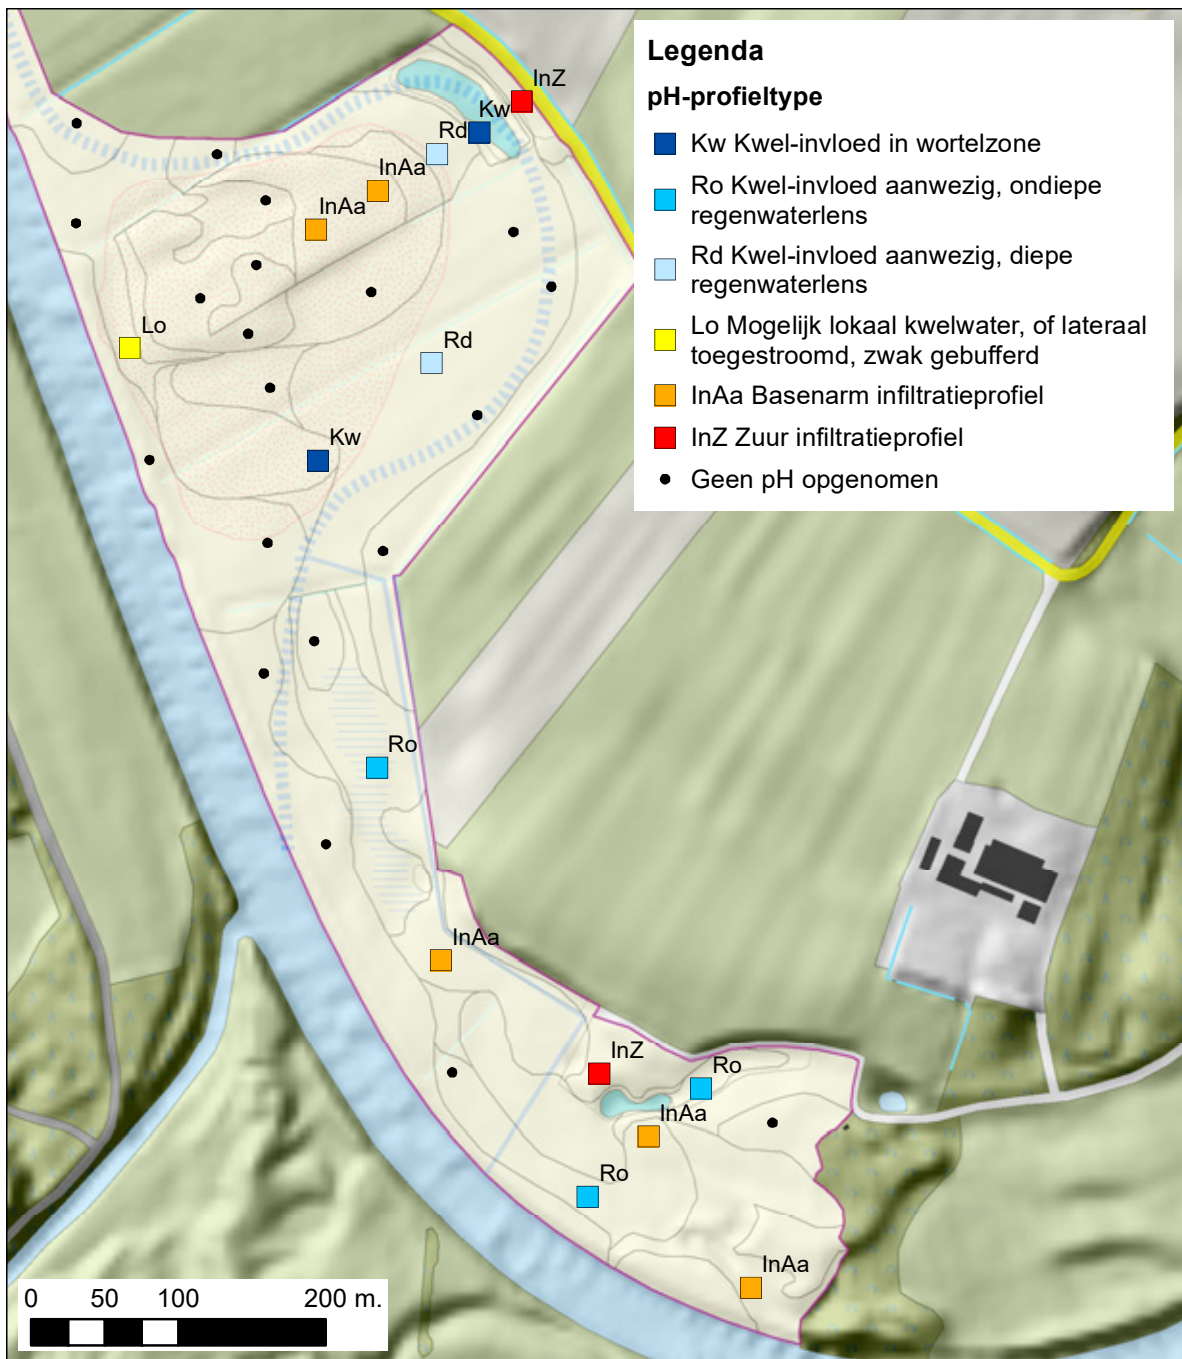 Legenda
pH-profieltype
Kw Kwel-invloed in wortelzone
Ro Kwel-invloed aanwezig, ondiepe
regenwaterlens
Rd Kwel-invloed aanwezig, diepe
regenwaterlens
Lo Mogelijk lokaal kwelwater, of lateraal
toegestroomd, zwak gebufferd
InAa Basenarm infiltratieprofiel
InZ Zuur infiltratieprofiel
Geen pH opgenomen
InZ
Kw
Rd
InAa
InAa
Lo
Rd
Kw
Ro
InAa
InZ
Ro
InAa
Ro
InAa
0 50 100 200 m.